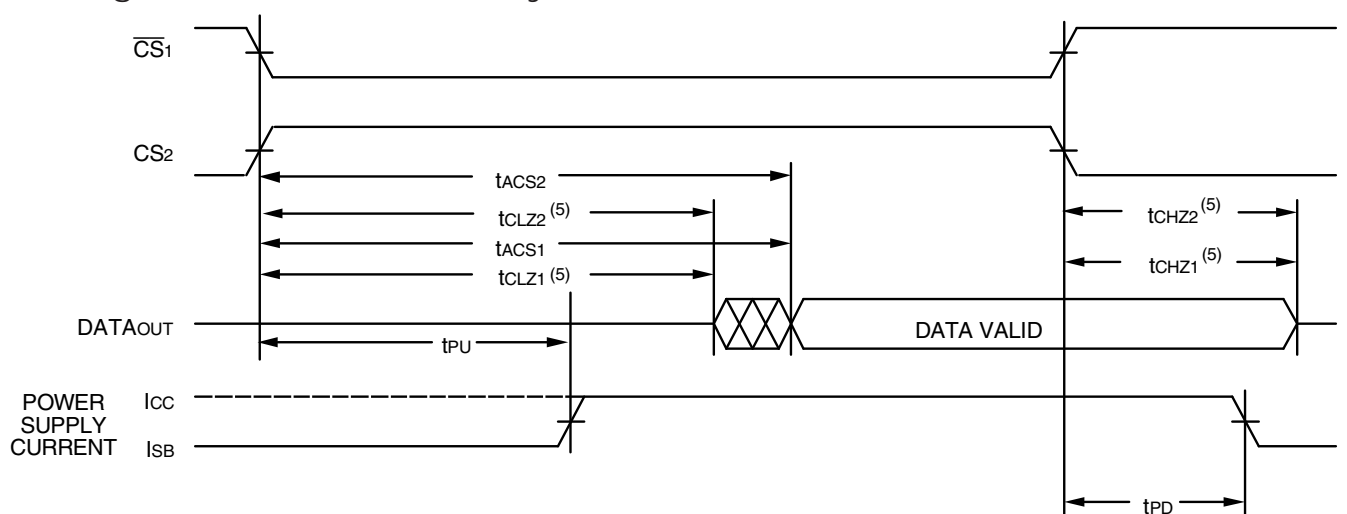 CS1
CS2
tACS2
tCLZ2 (5)
tCHZ2 (5)
tACS1
tCLZ1 (5)
tCHZ1 (5)
DATAOUT
DATA VALID
tPU
POWER
SUPPLY
CURRENT
ICC
ISB
tPD